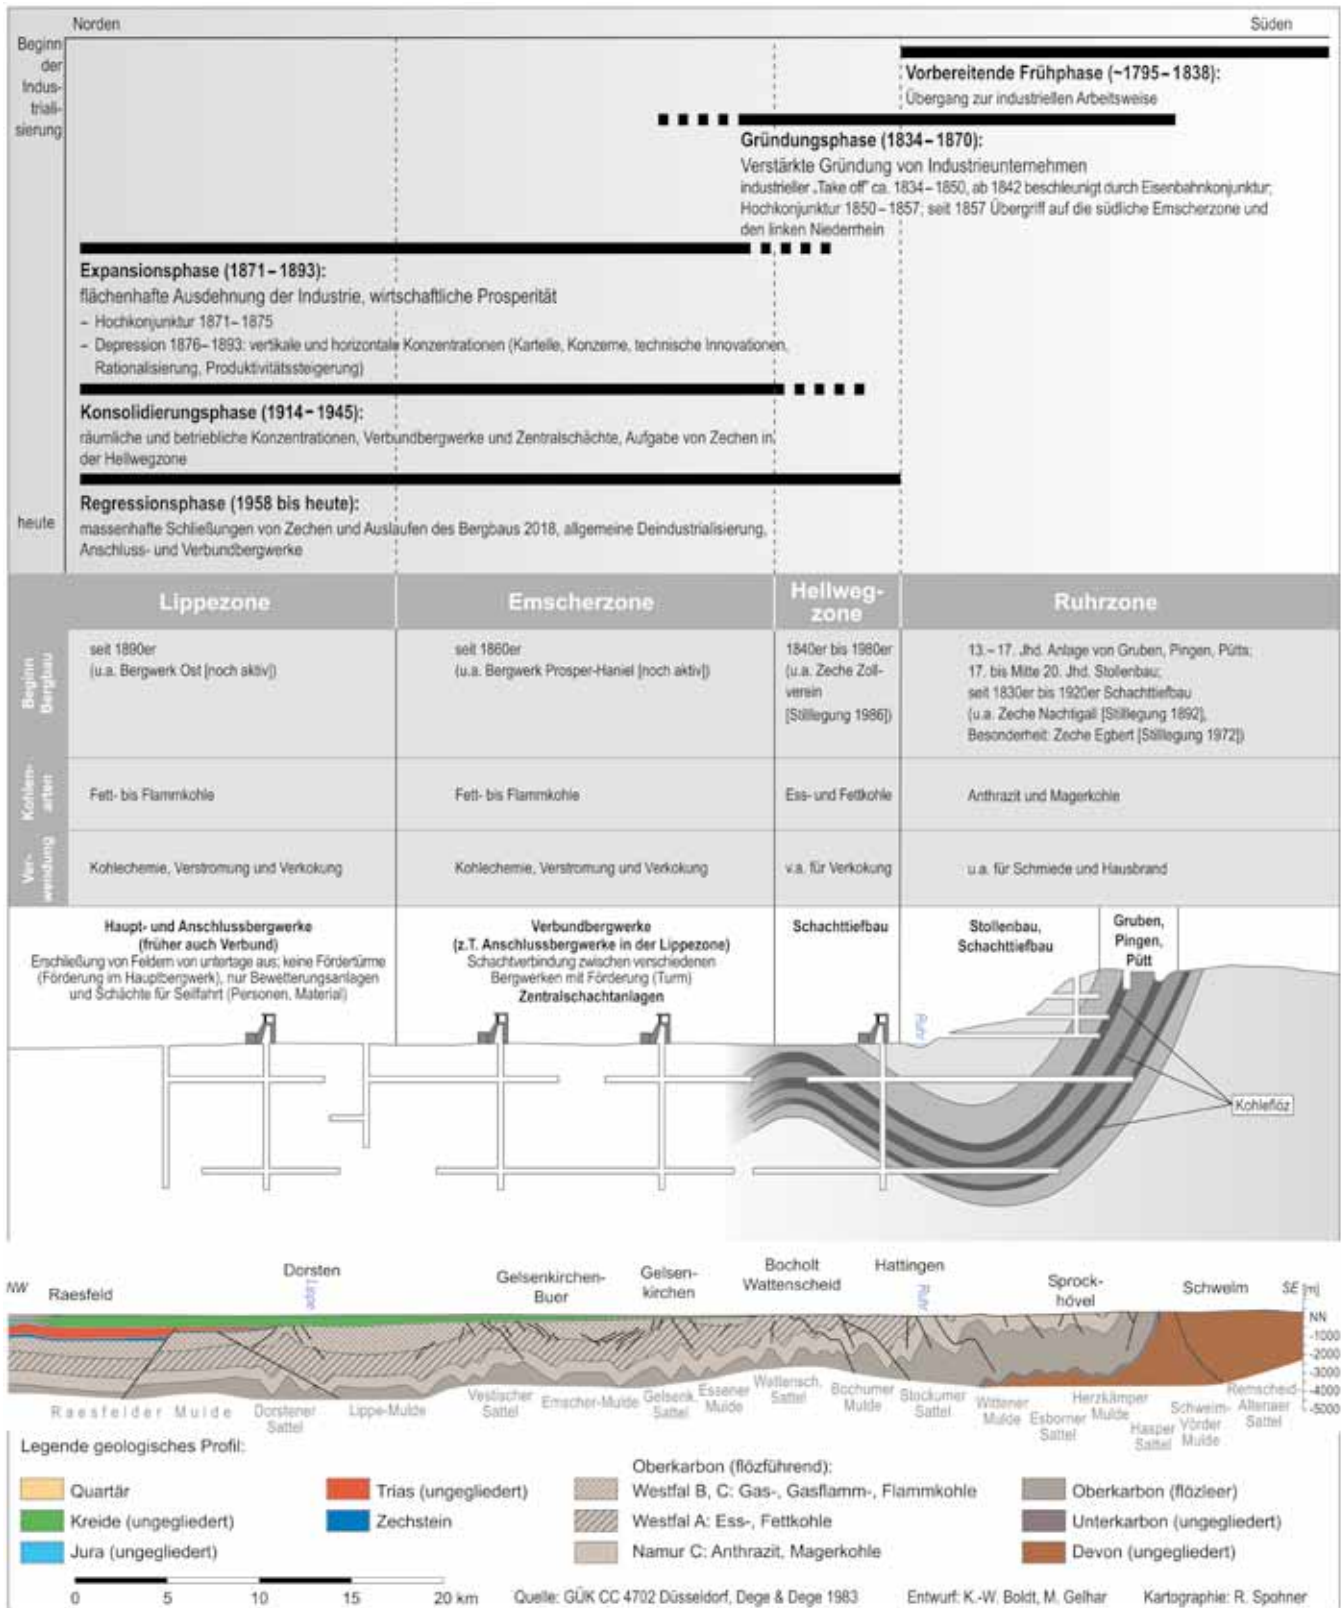 Norden
Süden
Beginn
der
Indus-
triali-
sierung
Vorbereitende Frühphase (~1795–1838):
Übergang zur industriellen Arbeitsweise
Gründungsphase (1834–1870):
Verstärkte Gründung von Industrieunternehmen
industrieller „Take off“ ca. 1834–1850, ab 1842 beschleunigt durch Eisenbahnkonjunktur;
Hochkonjunktur 1850–1857; seit 1857 Übergriff auf die südliche Emscherzone und
den linken Niederrhein
Expansionsphase (1871–1893):
flächenhafte Ausdehnung der Industrie, wirtschaftliche Prosperität
– Hochkonjunktur 1871–1875
– Depression 1876–1893: vertikale und horizontale Konzentrationen (Kartelle, Konzerne, technische Innovationen,
Rationalisierung, Produktivitätssteigerung)
Konsolidierungsphase (1914–1945):
räumliche und betriebliche Konzentrationen, Verbundbergwerke und Zentralschächte, Aufgabe von Zechen in
der Hellwegzone
heute
Regressionsphase (1958 bis heute):
massenhafte Schließungen von Zechen und Auslaufen des Bergbaus 2018, allgemeine Deindustrialisierung,
Anschluss- und Verbundbergwerke
Lippezone
Emscherzone
Hellweg-
zone
Ruhrzone
Beginn
Bergbau
seit 1890er
(u.a. Bergwerk Ost [noch aktiv])
seit 1860er
(u.a. Bergwerk Prosper-Haniel [noch aktiv])
1840er bis 1980er
(u.a. Zeche Zoll-
verein
[Stilllegung 1986])
13.–17. Jhd. Anlage von Gruben, Pingen, Pütts;
17. bis Mitte 20. Jhd. Stollenbau;
seit 1830er bis 1920er Schachttiefbau
(u.a. Zeche Nachtigall [Stilllegung 1892],
Besonderheit: Zeche Egbert [Stilllegung 1972])
Kohlen-
arten
Fett- bis Flammkohle
Fett- bis Flammkohle
Ess- und Fettkohle
Anthrazit und Magerkohle
Ver-
wendung
Kohlechemie, Verstromung und Verkokung
Kohlechemie, Verstromung und Verkokung
v.a. für Verkokung
u.a. für Schmiede und Hausbrand
Haupt- und Anschlussbergwerke
(früher auch Verbund)
Erschließung von Feldern von untertage aus; keine Fördertürme
(Förderung im Hauptbergwerk), nur Bewetterungsanlagen
und Schächte für Seilfahrt (Personen, Material)
Verbundbergwerke
(z.T. Anschlussbergwerke in der Lippezone)
Schachtverbindung zwischen verschiedenen
Bergwerken mit Förderung (Turm)
Zentralschachtanlagen
Schachttiefbau
Stollenbau,
Schachttiefbau
Gruben,
Pingen,
Pütt
Ruhr
Kohleflöz
NW
Raesfeld
Dorsten
Lippe
Gelsenkirchen-
Buer
Gelsen-
kirchen
Bocholt
Wattenscheid
Hattingen
Ruhr
Sprock-
hövel
Schwelm
SE
[m]
NN
-1000
-2000
-3000
-4000
-5000
Raesfelder Mulde
Dorstener
Sattel
Lippe-Mulde
Vestischer
Sattel
Emscher-Mulde
Gelsenk.
Sattel
Essener
Mulde
Wattensch.
Sattel
Bochumer
Mulde
Stockumer
Sattel
Wittener
Mulde
Esborner
Sattel
Herzkämper
Mulde
Hasper
Sattel
Schwelm-
Vörder
Mulde
Remscheid-
Altenaer
Sattel
Legende geologisches Profil:
Quartär
Kreide (ungegliedert)
Jura (ungegliedert)
Trias (ungegliedert)
Zechstein
Oberkarbon (flözführend):
Westfal B, C: Gas-, Gasflamm-, Flammkohle
Westfal A: Ess-, Fettkohle
Namur C: Anthrazit, Magerkohle
Oberkarbon (flözleer)
Unterkarbon (ungegliedert)
Devon (ungegliedert)
0 5 10 15 20 km
Quelle: GÜK CC 4702 Düsseldorf, Dege & Dege 1983
Entwurf: K.-W. Boldt, M. Gelhar
Kartographie: R. Spohner